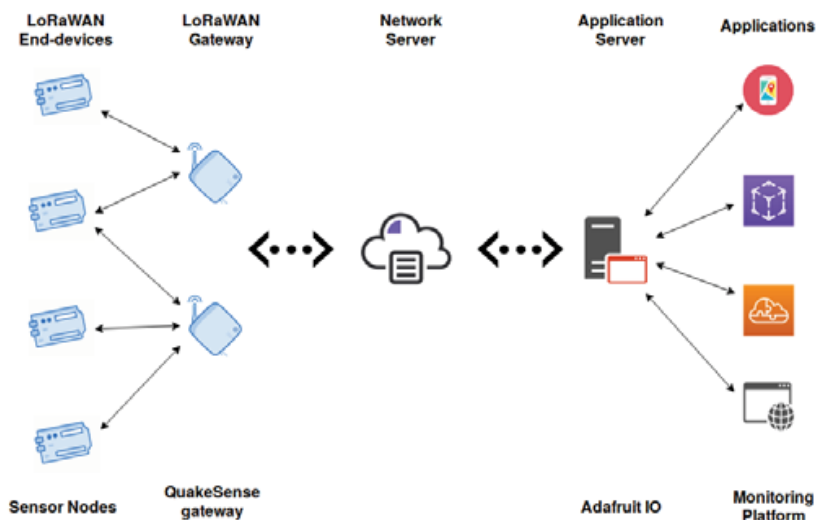 LoRaWAN
End-devices
LoRaWAN
Gateway
Network
Server
Application
Server
Applications
Sensor Nodes
QuakeSense
gateway
Adafruit IO
Monitoring
Platform